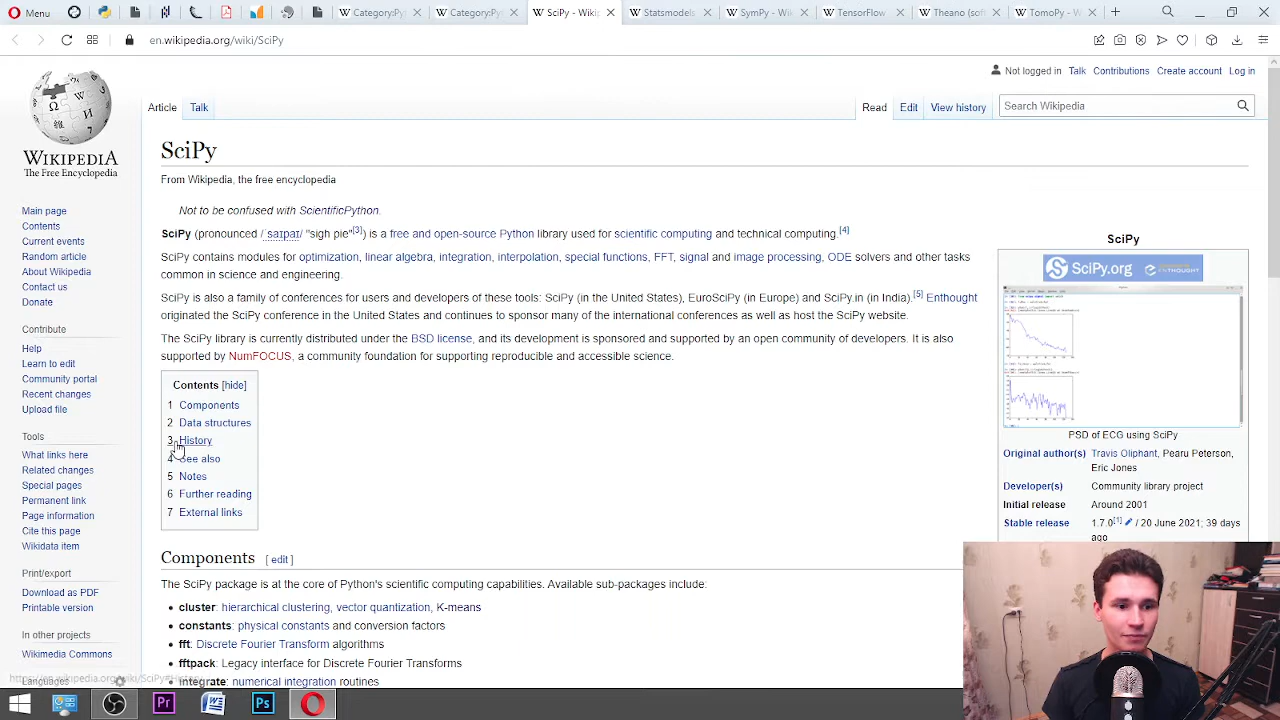 Menu
Category:Py
Category:Py
SciPy - Wiki
Statsmodels
SymPy - Wik
TensorFlow
Theano (soft
TomoPy - W
en.wikipedia.org/wiki/SciPy
Not logged in Talk Contributions Create account Log in
Article Talk
Read Edit View history
Search Wikipedia
WIKIPEDIA
The Free Encyclopedia
Main page
Contents
Current events
Random article
About Wikipedia
Contact us
Donate
Contribute
Help
Learn to edit
Community portal
Recent changes
Upload file
Tools
What links here
Related changes
Special pages
Permanent link
Page information
Cite this page
Wikidata item
Print/export
Download as PDF
Printable version
In other projects
Wikimedia Commons
Languages
SciPy
From Wikipedia, the free encyclopedia
Not to be confused with ScientificPython.
SciPy (pronounced /ˈsaɪpaɪ/ "sigh pie"[3]) is a free and open-source Python library used for scientific computing and technical computing.[4]
SciPy contains modules for optimization, linear algebra, integration, interpolation, special functions, FFT, signal and image processing, ODE solvers and other tasks
common in science and engineering.
SciPy is also a family of conferences for users and developers of these tools: SciPy (in the United States), EuroSciPy (in Europe) and SciPy.in (in India).[5] Enthought
originated the SciPy conference in the United States and continues to sponsor many of the international conferences as well as host the SciPy website.
The SciPy library is currently distributed under the BSD license, and its development is sponsored and supported by an open community of developers. It is also
supported by NumFOCUS, a community foundation for supporting reproducible and accessible science.
Contents [hide]
1 Components
2 Data structures
3 History
4 See also
5 Notes
6 Further reading
7 External links
Components [ edit ]
The SciPy package is at the core of Python's scientific computing capabilities. Available sub-packages include:
• cluster: hierarchical clustering, vector quantization, K-means
• constants: physical constants and conversion factors
• fft: Discrete Fourier Transform algorithms
• fftpack: Legacy interface for Discrete Fourier Transforms
• integrate: numerical integration routines
SciPy
SciPy.org
ENTHOUGHT
PSD of ECG using SciPy
Original author(s) Travis Oliphant, Pearu Peterson,
Eric Jones
Developer(s) Community library project
Initial release Around 2001
Stable release 1.7.0[1] / 20 June 2021; 39 days
ago
https://en.wikipedia.org/wiki/SciPy#History
Pr
Ps